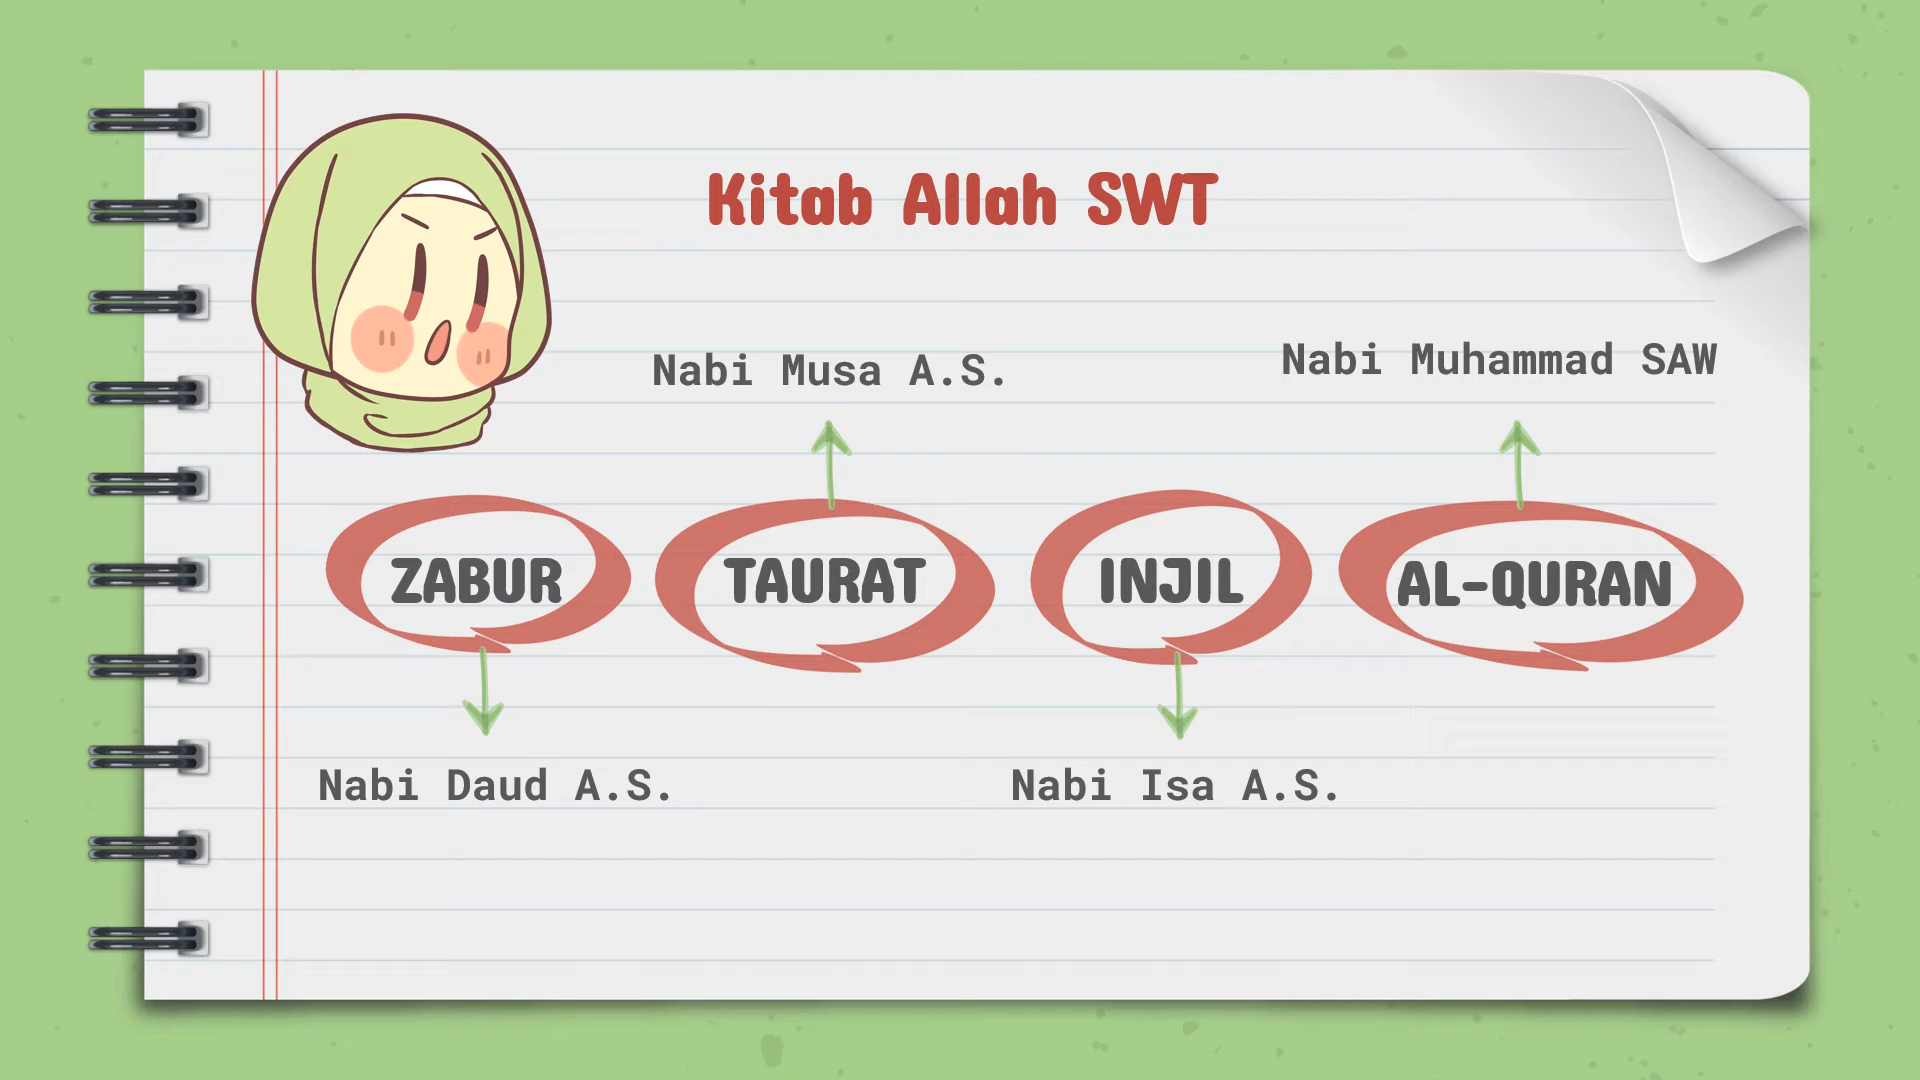 Kitab Allah SWT
Nabi Musa A.S.
Nabi Muhammad SAW
ZABUR
TAURAT
INJIL
AL-QURAN
Nabi Daud A.S.
Nabi Isa A.S.